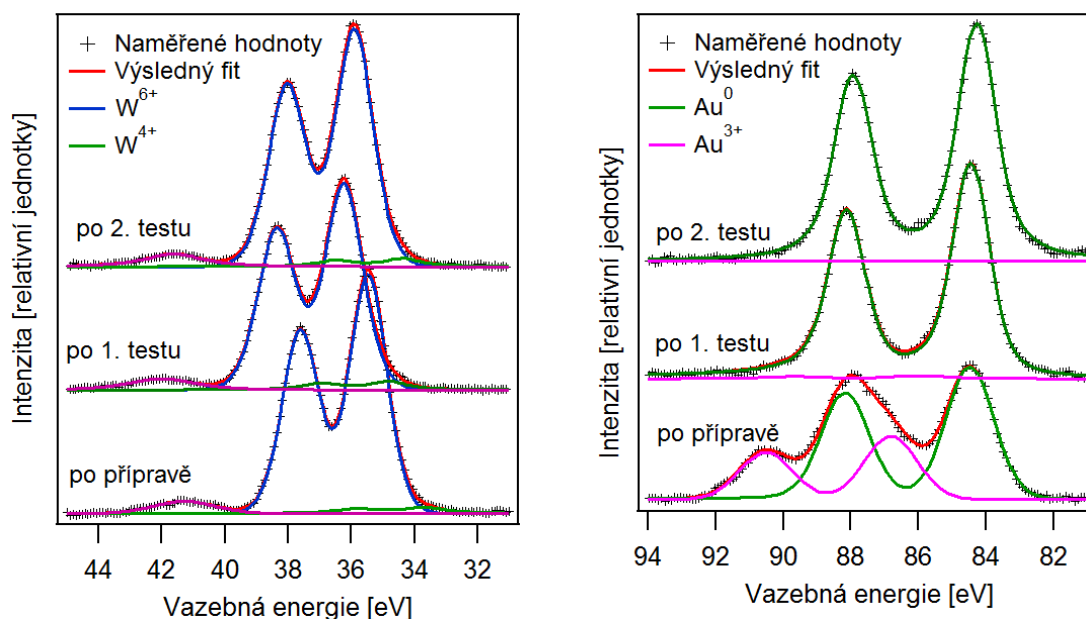 Naměřené hodnoty
Výsledný fit
W6+
W4+
po 2. testu
po 1. testu
po přípravě
Intenzita [relativní jednotky]
44 42 40 38 36 34 32
Vazebná energie [eV]
Naměřené hodnoty
Výsledný fit
Au0
Au3+
po 2. testu
po 1. testu
po přípravě
Intenzita [relativní jednotky]
94 92 90 88 86 84 82
Vazebná energie [eV]